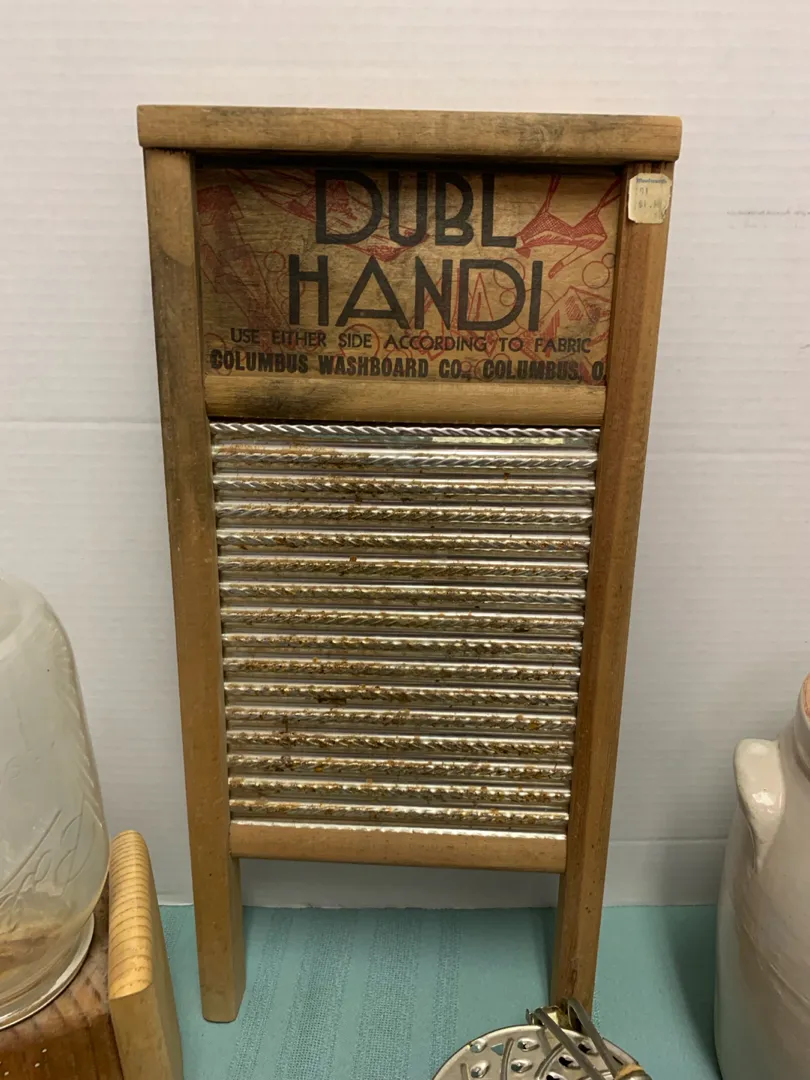 DUBL
HANDI
USE EITHER SIDE ACCORDING TO FABRIC
COLUMBUS WASHBOARD CO., COLUMBUS, O.